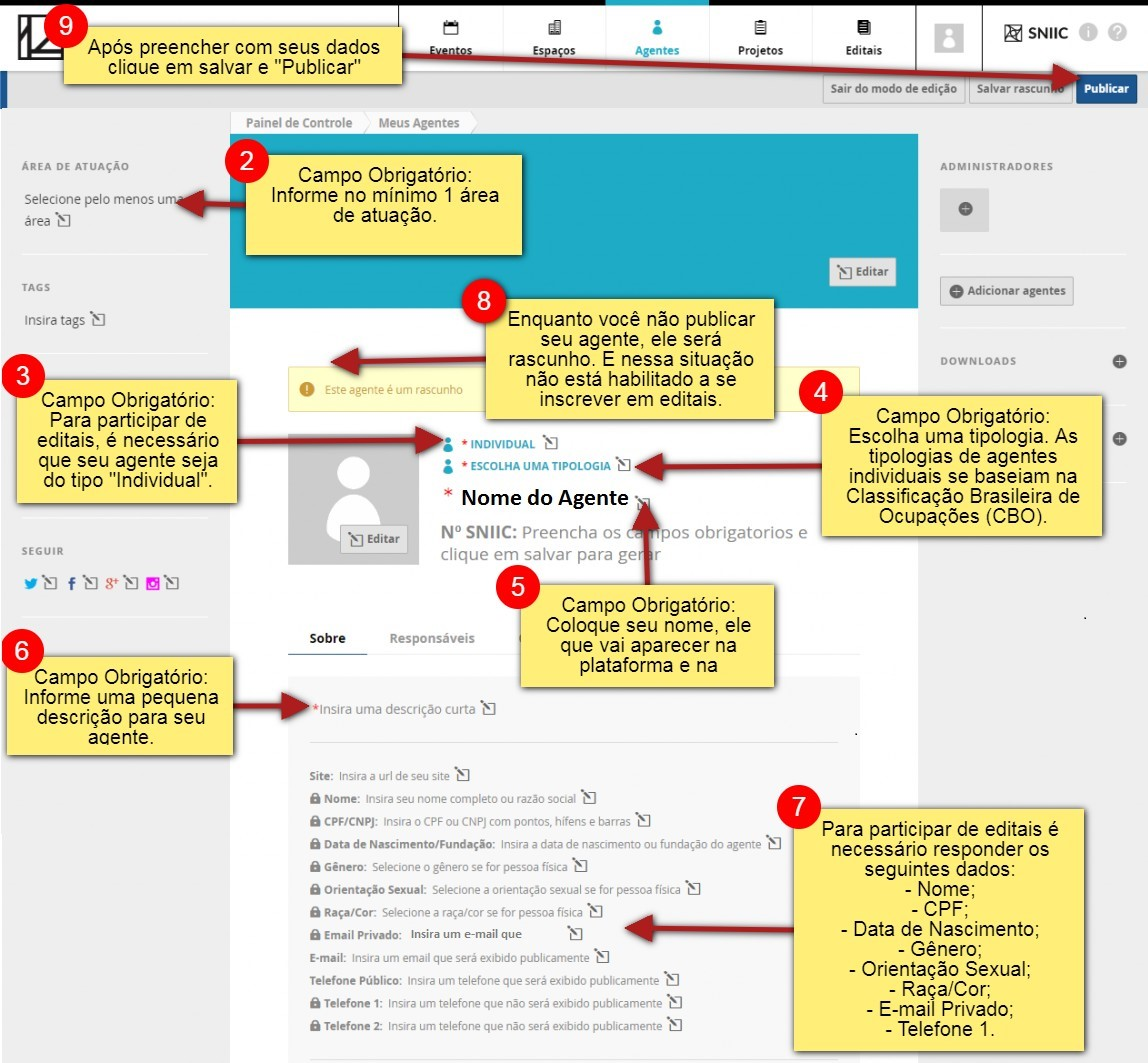 9
Após preencher com seus dados
clique em salvar e "Publicar"
Eventos
Espaços
Agentes
Projetos
Editais
SNIIC
Sair do modo de edição
Salvar rascunho
Publicar
Painel de Controle
Meus Agentes
ÁREA DE ATUAÇÃO
Selecione pelo menos uma
área
2
Campo Obrigatório:
Informe no mínimo 1 área
de atuação.
ADMINISTRADORES
Editar
TAGS
Insira tags
Adicionar agentes
8
Enquanto você não publicar
seu agente, ele será
rascunho. E nessa situação
não está habilitado a se
inscrever em editais.
DOWNLOADS
Este agente é um rascunho
3
Campo Obrigatório:
Para participar de
editais, é necessário
que seu agente seja
do tipo "Individual".
4
Campo Obrigatório:
Escolha uma tipologia. As
tipologias de agentes
individuais se baseiam na
Classificação Brasileira de
Ocupações (CBO).
* INDIVIDUAL
* ESCOLHA UMA TIPOLOGIA
* Nome do Agente
Editar
Nº SNIIC: Preencha os campos obrigatorios e
clique em salvar para gerar
SEGUIR
5
Campo Obrigatório:
Coloque seu nome, ele
que vai aparecer na
plataforma e na
Sobre
Responsáveis
6
Campo Obrigatório:
Informe uma pequena
descrição para seu
agente.
*Insira uma descrição curta
Site: Insira a url de seu site
Nome: Insira seu nome completo ou razão social
CPF/CNPJ: Insira o CPF ou CNPJ com pontos, hífens e barras
Data de Nascimento/Fundação: Insira a data de nascimento ou fundação do agente
Gênero: Selecione o gênero se for pessoa física
Orientação Sexual: Selecione a orientação sexual se for pessoa física
Raça/Cor: Selecione a raça/cor se for pessoa física
Email Privado: Insira um e-mail que
E-mail: Insira um email que será exibido publicamente
Telefone Público: Insira um telefone que será exibido publicamente
Telefone 1: Insira um telefone que não será exibido publicamente
Telefone 2: Insira um telefone que não será exibido publicamente
7
Para participar de editais é
necessário responder os
seguintes dados:
- Nome;
- CPF;
- Data de Nascimento;
- Gênero;
- Orientação Sexual;
- Raça/Cor;
- E-mail Privado;
- Telefone 1.